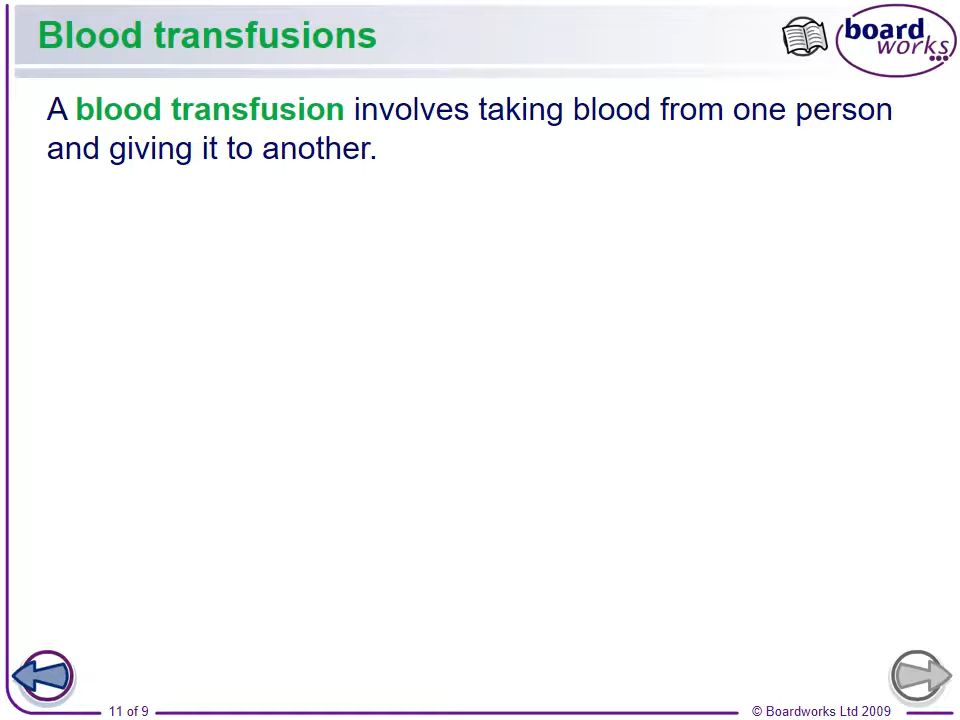 Blood transfusions
board
works
A blood transfusion involves taking blood from one person
and giving it to another.
11 of 9
© Boardworks Ltd 2009